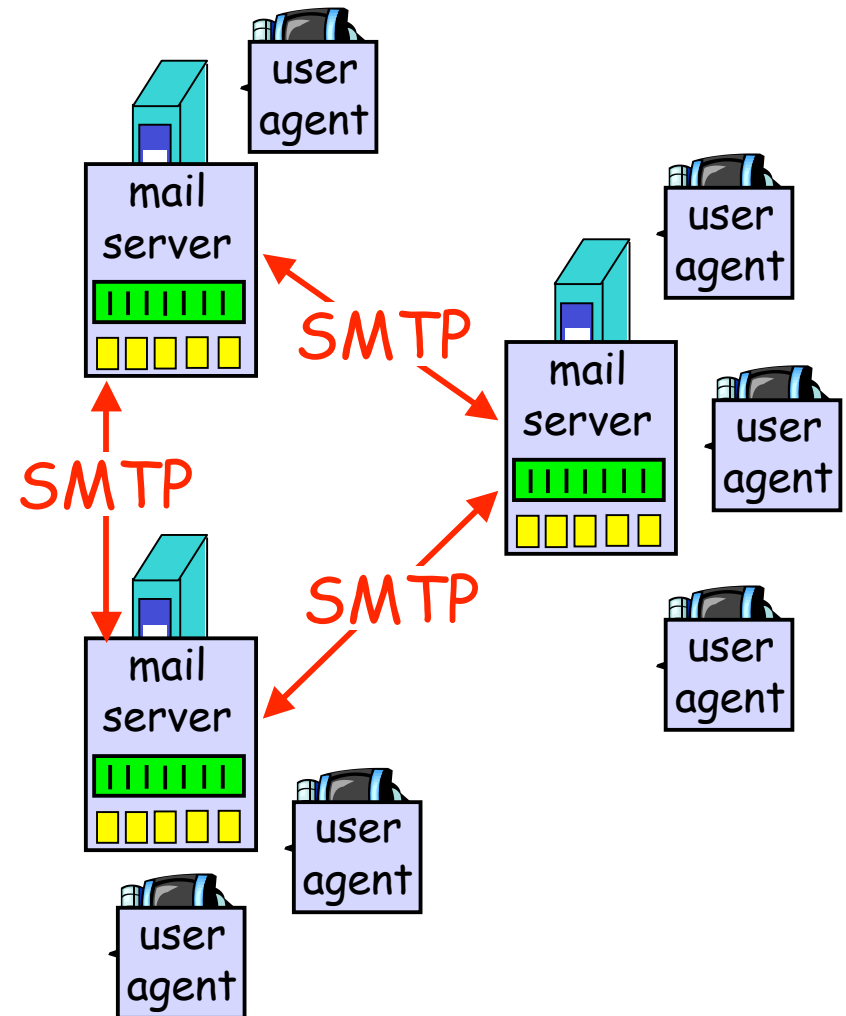 user
agent
mail
server
user
agent
SMTP
mail
server
user
agent
SMTP
SMTP
user
agent
mail
server
user
agent
user
agent